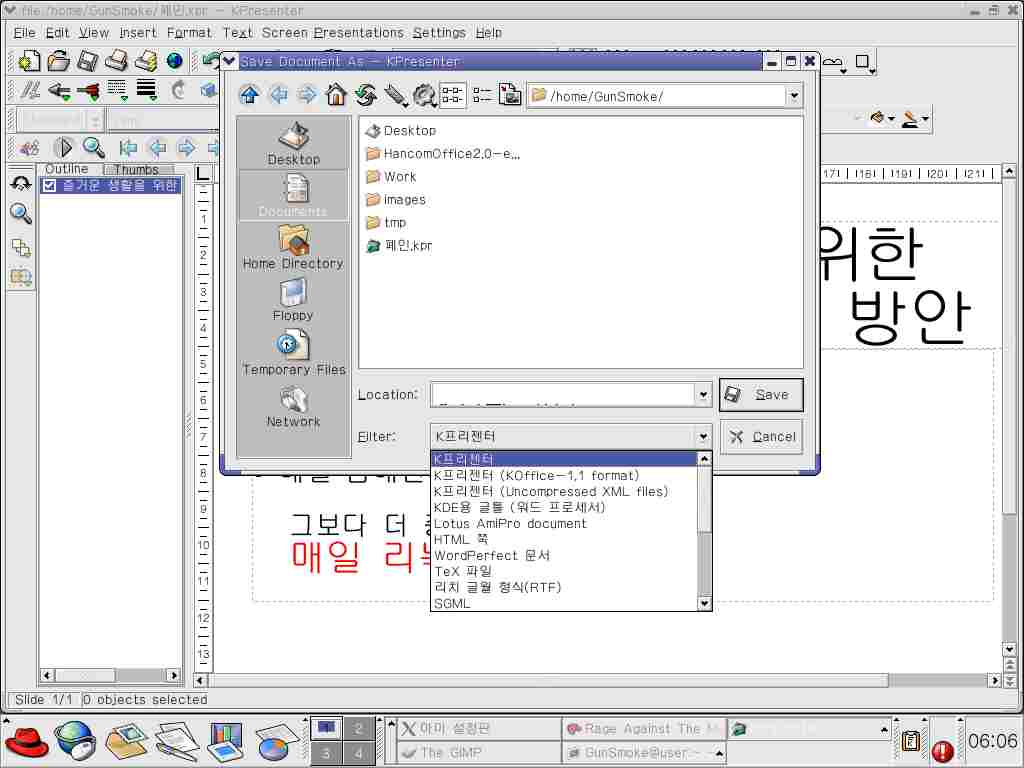 file:/home/GunSmoke/페인.kpr - KPresenter
File Edit View Insert Format Text Screen Presentations Settings Help
Save Document As - KPresenter
/home/GunSmoke/
Outline
Thumbs
즐거운 생활을 위한
Desktop
Documents
Home Directory
Floppy
Temporary Files
Network
Desktop
HancomOffice2.0-e...
Work
images
tmp
페인.kpr
Location:
Save
Filter:
K프리젠터
Cancel
K프리젠터
K프리젠터 (KOffice-1.1 format)
K프리젠터 (Uncompressed XML files)
KDE용 글틀 (워드 프로세서)
Lotus AmiPro document
HTML 쪽
WordPerfect 문서
TeX 파일
리치 글월 형식(RTF)
SGML
17 18 19 20 21
1
2
3
4
5
6
7
8
9
10
11
12
13
위한
방안
그보다 더
매일
Slide 1/1
0 objects selected
1 2
3 4
아미 설정판
Rage Against The M
The GIMP
GunSmoke@user: ~ -
06:06